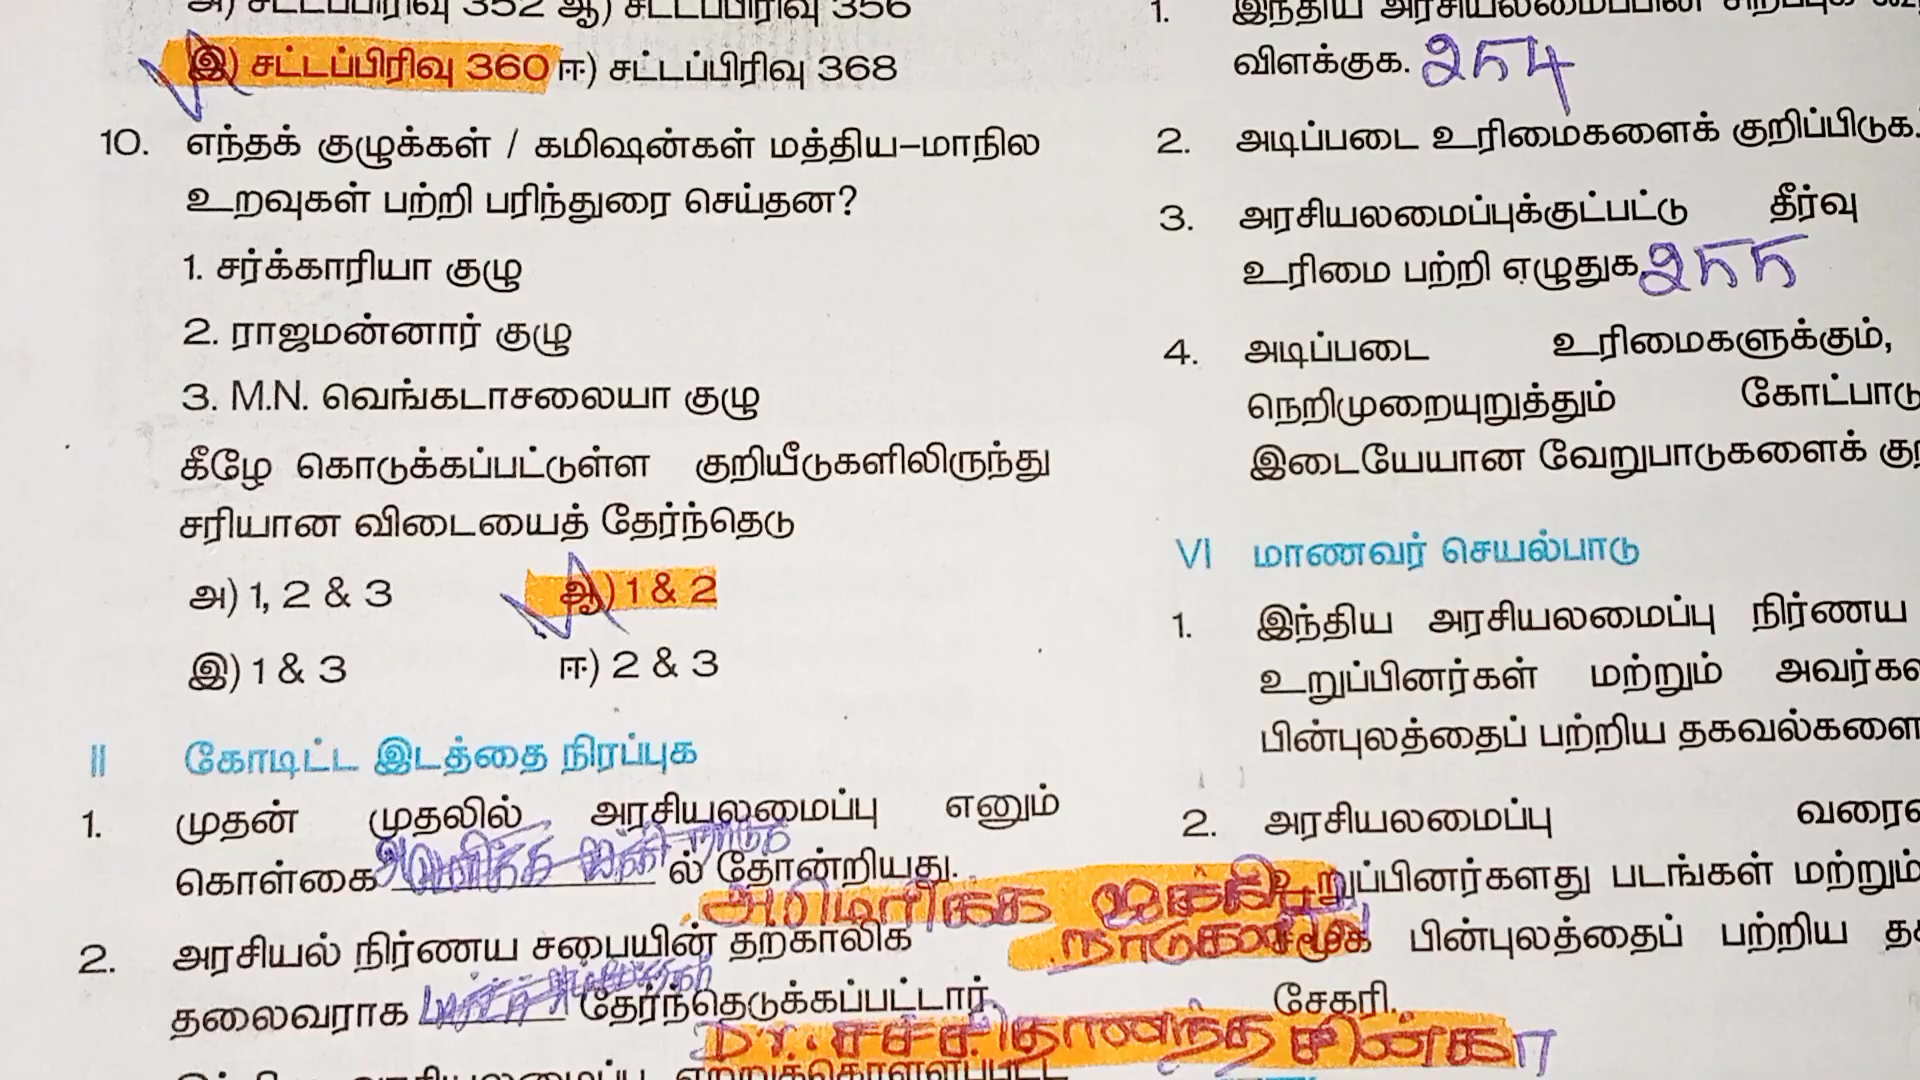 அ) சட்டப்பிரிவு 352 ஆ) சட்டப்பிரிவு 356
இ) சட்டப்பிரிவு 360 ஈ) சட்டப்பிரிவு 368
10. எந்தக் குழுக்கள் / கமிஷன்கள் மத்திய-மாநில
உறவுகள் பற்றி பரிந்துரை செய்தன?
1. சர்க்காரியா குழு
2. ராஜமன்னார் குழு
3. M.N. வெங்கடாசலையா குழு
கீழே கொடுக்கப்பட்டுள்ள குறியீடுகளிலிருந்து
சரியான விடையைத் தேர்ந்தெடு
அ) 1, 2 & 3 ஆ) 1 & 2
இ) 1 & 3 ஈ) 2 & 3
II கோடிட்ட இடத்தை நிரப்புக
1. முதன் முதலில் அரசியலமைப்பு எனும்
கொள்கை ல் தோன்றியது.
அமெரிக்க ஐக்கிய
நாடுகள்
2. அரசியல் நிர்ணய சபையின் தற்காலிக
தலைவராக தேர்ந்தெடுக்கப்பட்டார்.
Dr. சச்சிதானந்த சின்கா
1. இந்திய அரசியலமைப்பின் சிறப்புக்
விளக்குக. 254
2. அடிப்படை உரிமைகளைக் குறிப்பிடுக.
3. அரசியலமைப்புக்குட்பட்டு தீர்வு
உரிமை பற்றி எழுதுக. 255
4. அடிப்படை உரிமைகளுக்கும்,
நெறிமுறையுறுத்தும் கோட்பாடு
இடையேயான வேறுபாடுகளைக்
VI மாணவர் செயல்பாடு
1. இந்திய அரசியலமைப்பு நிர்ணய
உறுப்பினர்கள் மற்றும்
பின்புலத்தைப் பற்றிய தகவல்களை
2. அரசியலமைப்பு
உறுப்பினர்களது படங்கள் மற்றும்
சமூக பின்புலத்தைப் பற்றிய
சேகரி.